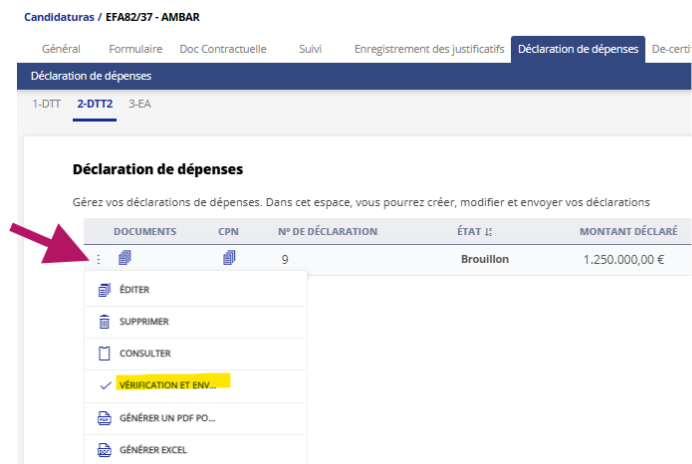 Candidaturas / EFA82/37 - AMBAR
Général Formulaire Doc Contractuelle Suivi Enregistrement des justificatifs Déclaration de dépenses De-certi
Déclaration de dépenses
1-DTT 2-DTT2 3-EA
Déclaration de dépenses
Gérez vos déclarations de dépenses. Dans cet espace, vous pourrez créer, modifier et envoyer vos déclarations
DOCUMENTS CPN Nº DE DÉCLARATION ÉTAT MONTANT DÉCLARÉ
9 Brouillon 1.250.000,00 €
ÉDITER
SUPPRIMER
CONSULTER
VÉRIFICATION ET ENV...
GÉNÉRER UN PDF PO...
GÉNÉRER EXCEL